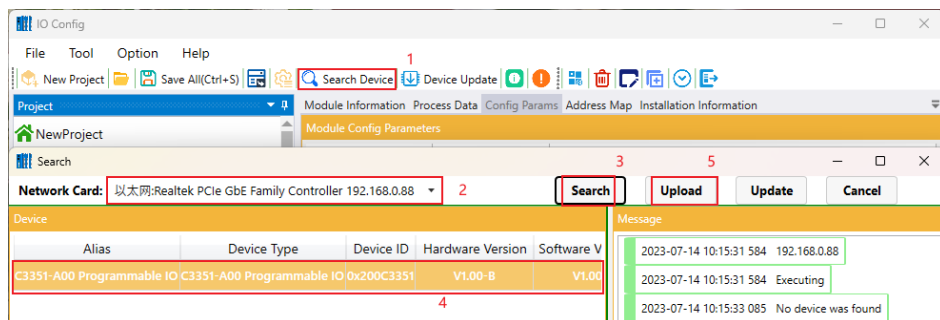 IO Config
File Tool Option Help
1
New Project Save All(Ctrl+S) Search Device Device Update
Project
Module Information Process Data Config Params Address Map Installation Information
NewProject
Module Config Parameters
Search
3 5
Network Card: 以太网:Realtek PCIe GbE Family Controller 192.168.0.88 2 Search Upload Update Cancel
Device Message
Alias Device Type Device ID Hardware Version Software V
2023-07-14 10:15:31 584 192.168.0.88
C3351-A00 Programmable IO C3351-A00 Programmable IO 0x200C3351 V1.00-B V1.00
2023-07-14 10:15:31 584 Executing
4
2023-07-14 10:15:33 085 No device was found